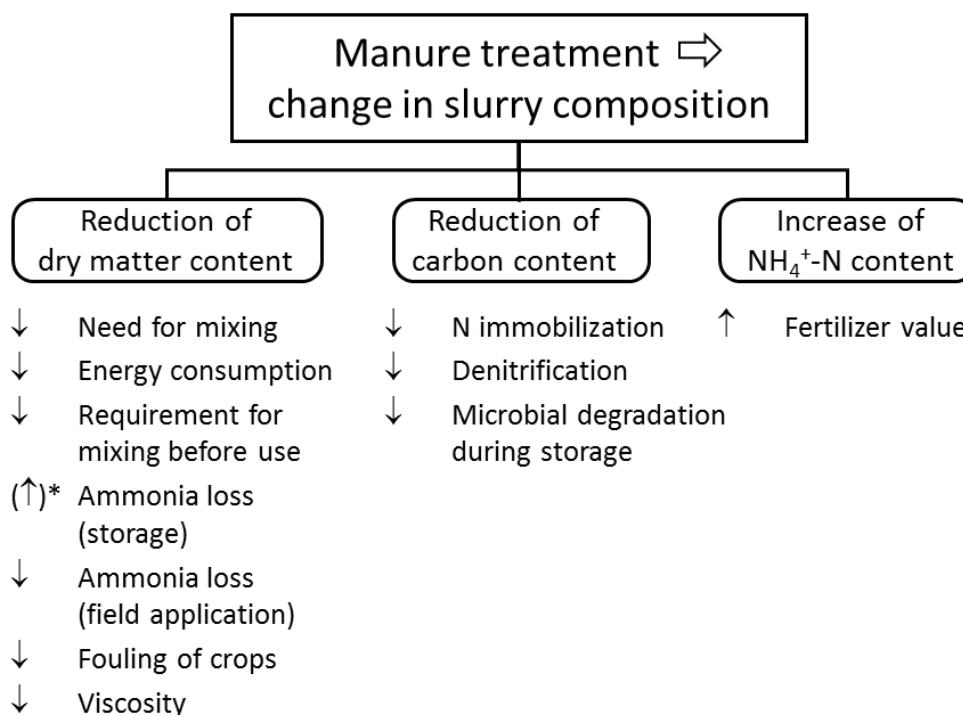 Manure treatment ⇨
change in slurry composition
Reduction of
dry matter content
↓ Need for mixing
↓ Energy consumption
↓ Requirement for
mixing before use
(↑)* Ammonia loss
(storage)
↓ Ammonia loss
(field application)
↓ Fouling of crops
↓ Viscosity
Reduction of
carbon content
↓ N immobilization
↓ Denitrification
↓ Microbial degradation
during storage
Increase of
NH₄⁺-N content
↑ Fertilizer value